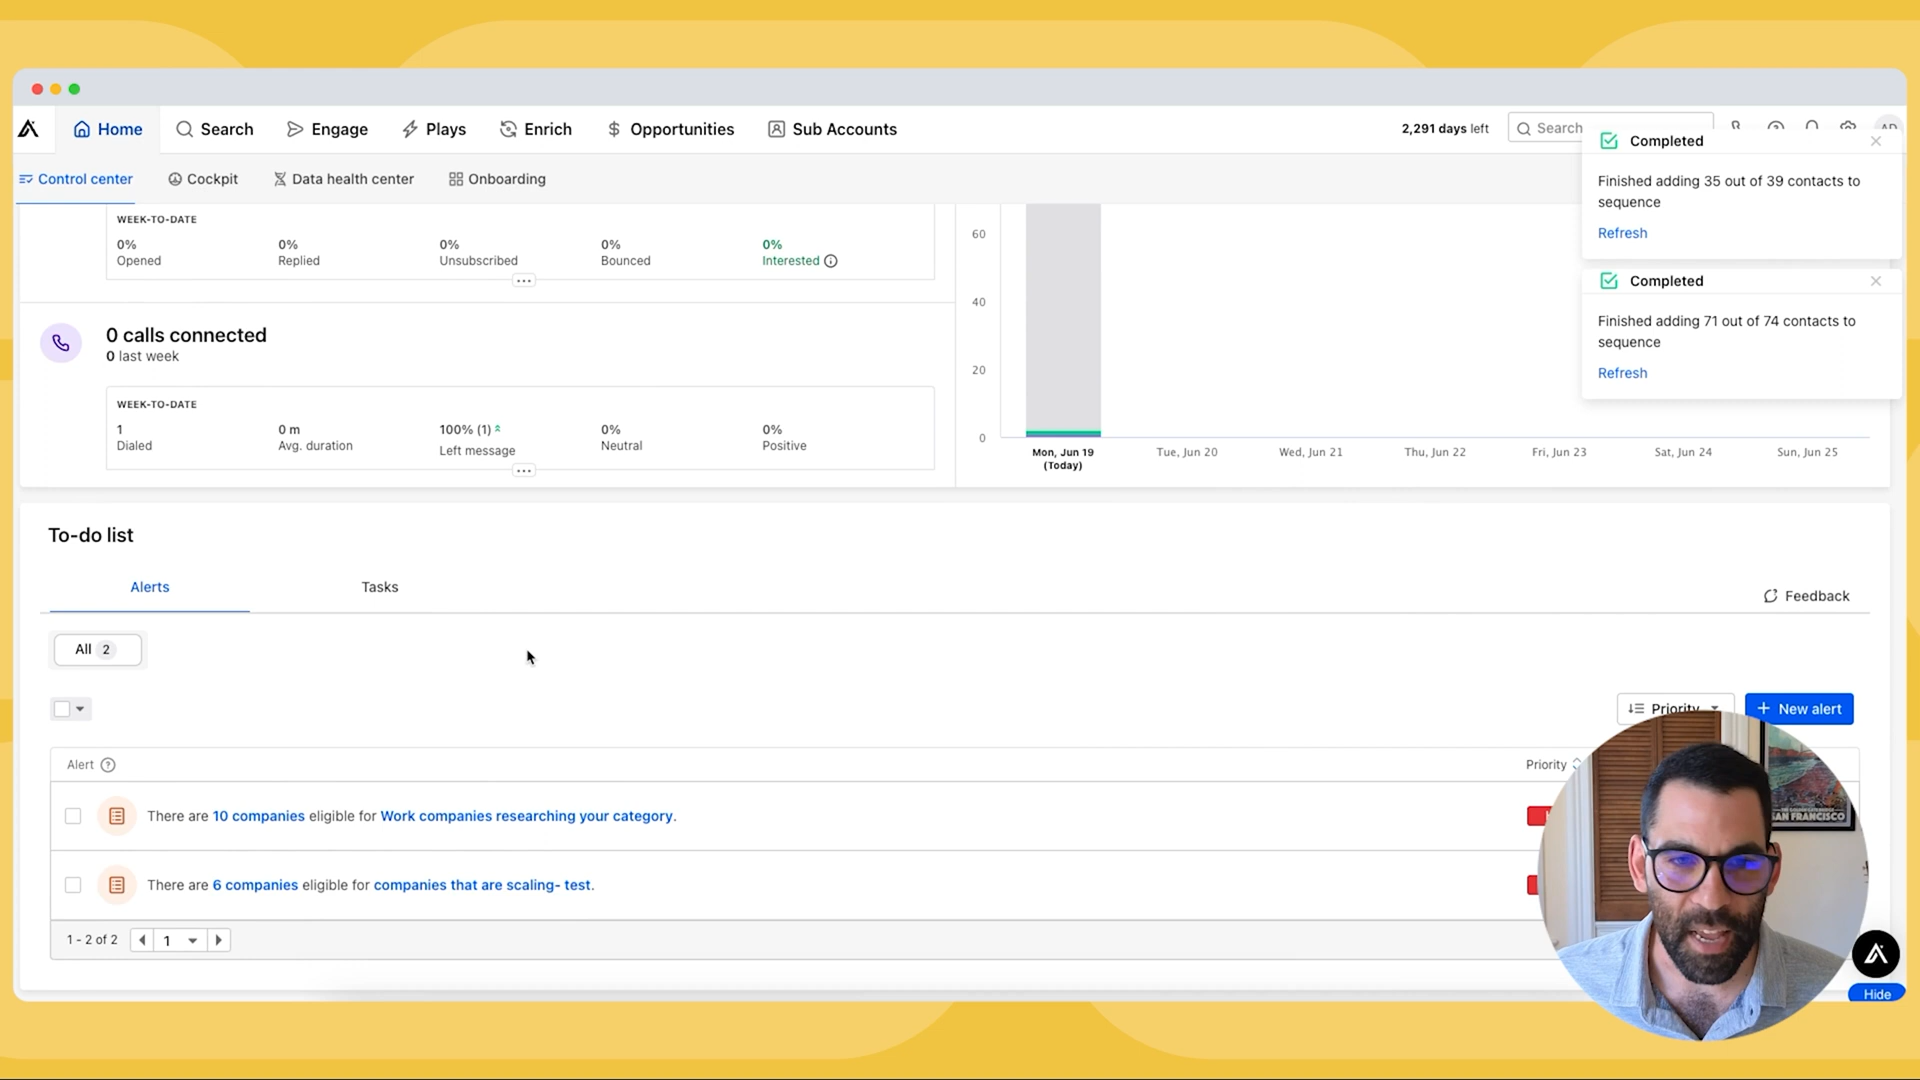 Home
Search
Engage
Plays
Enrich
Opportunities
Sub Accounts
2,291 days left
Search
Control center
Cockpit
Data health center
Onboarding
Completed
Finished adding 35 out of 39 contacts to
sequence
Refresh
Completed
Finished adding 71 out of 74 contacts to
sequence
Refresh
WEEK-TO-DATE
0% 0% 0% 0% 0%
Opened Replied Unsubscribed Bounced Interested
0 calls connected
0 last week
WEEK-TO-DATE
1 0 m 100% (1) 0% 0%
Dialed Avg. duration Left message Neutral Positive
60
40
20
0
Mon, Jun 19 Tue, Jun 20 Wed, Jun 21 Thu, Jun 22 Fri, Jun 23 Sat, Jun 24 Sun, Jun 25
(Today)
To-do list
Alerts Tasks
Feedback
All 2
Priority
+ New alert
Alert
Priority
There are 10 companies eligible for Work companies researching your category.
There are 6 companies eligible for companies that are scaling- test.
1 - 2 of 2
1
SAN FRANCISCO
Hide